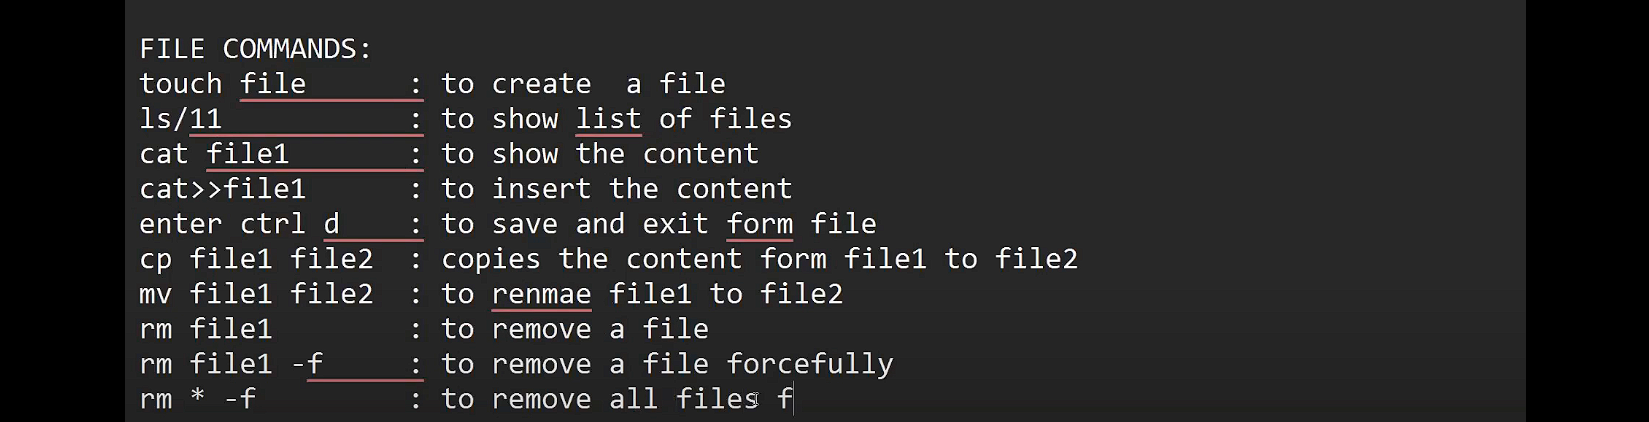 FILE COMMANDS:
touch file : to create a file
ls/11 : to show list of files
cat file1 : to show the content
cat>>file1 : to insert the content
enter ctrl d : to save and exit form file
cp file1 file2 : copies the content form file1 to file2
mv file1 file2 : to renmae file1 to file2
rm file1 : to remove a file
rm file1 -f : to remove a file forcefully
rm * -f : to remove all files f